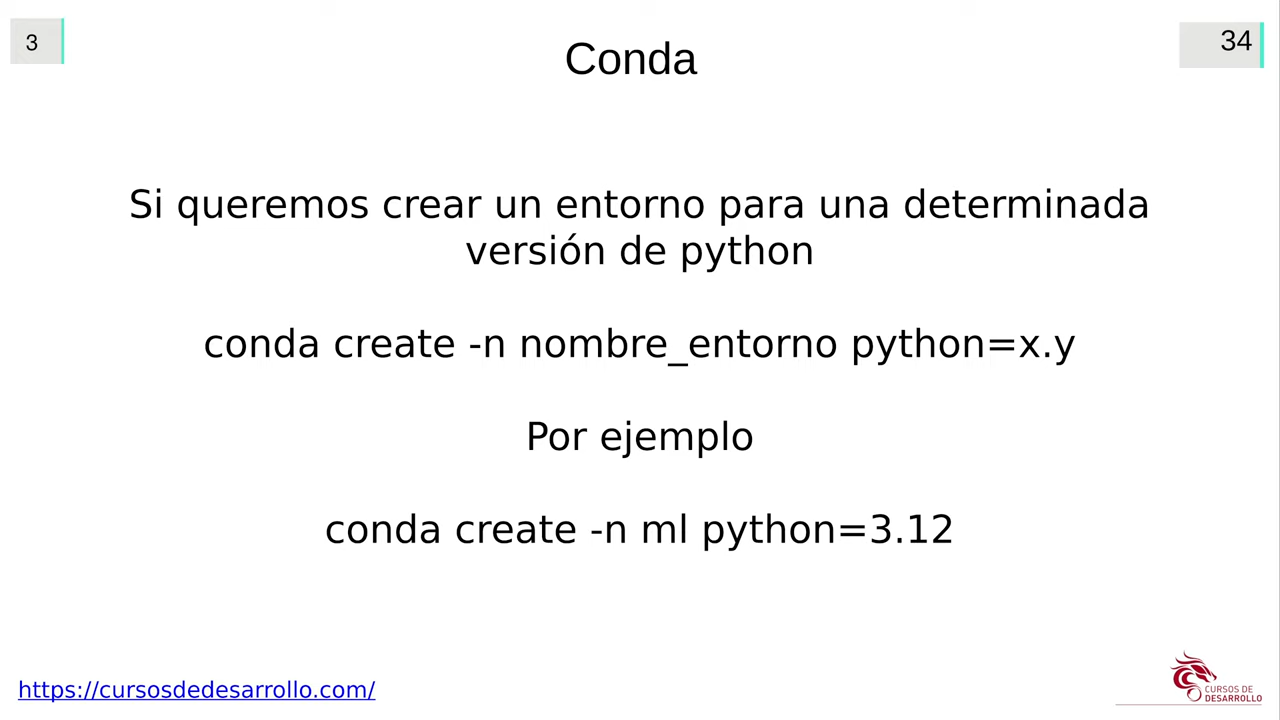 3
34
Conda
Si queremos crear un entorno para una determinada
versión de python
conda create -n nombre_entorno python=x.y
Por ejemplo
conda create -n ml python=3.12
https://cursosdedesarrollo.com/
CURSOS DE
DESARROLLO